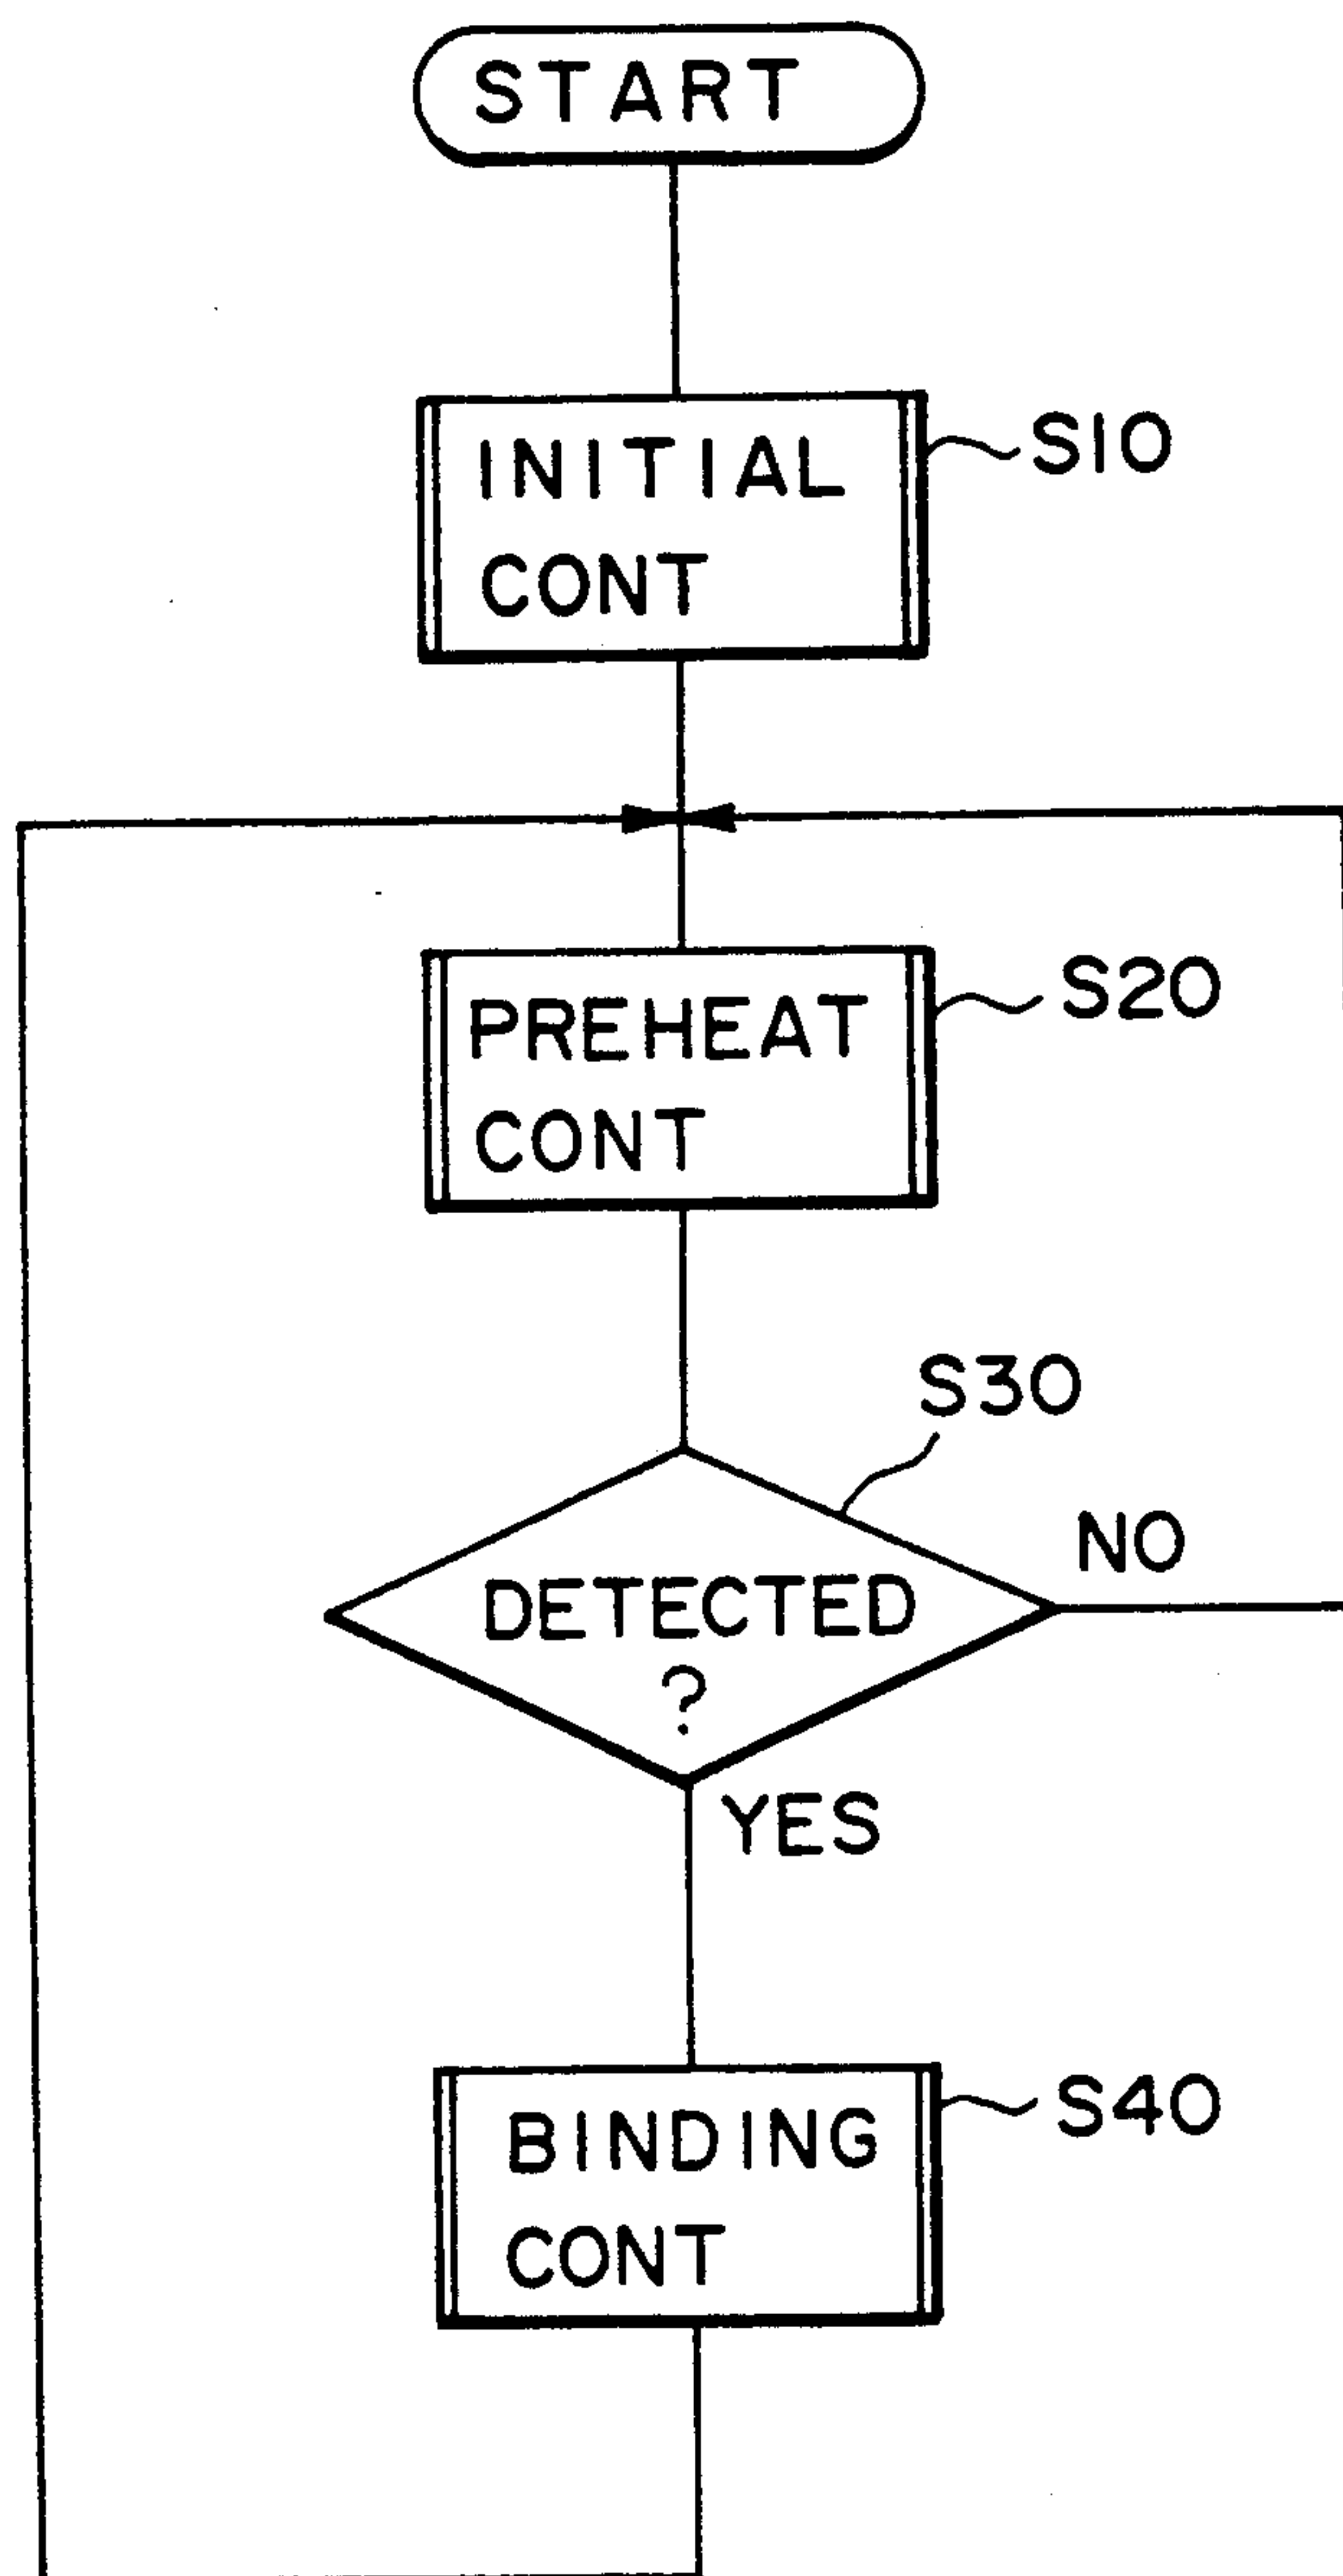 START
INITIAL
CONT
S10
PREHEAT
CONT
S20
S30
DETECTED
?
NO
YES
BINDING
CONT
S40